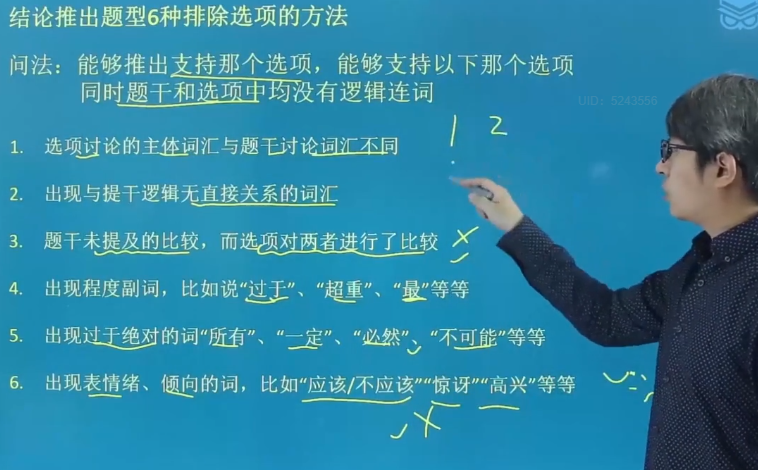 结论推出题型6种排除选项的方法
问法：能够推出支持那个选项，能够支持以下那个选项
同时题干和选项中均没有逻辑连词
UID：5243556
1 2
1. 选项讨论的主体词汇与题干讨论词汇不同
2. 出现与提干逻辑无直接关系的词汇
3. 题干未提及的比较，而选项对两者进行了比较
4. 出现程度副词，比如说“过于”、“超重”、“最”等等
5. 出现过于绝对的词“所有”、“一定”、“必然”、“不可能”等等
6. 出现表情绪、倾向的词，比如“应该/不应该”“惊讶”“高兴”等等